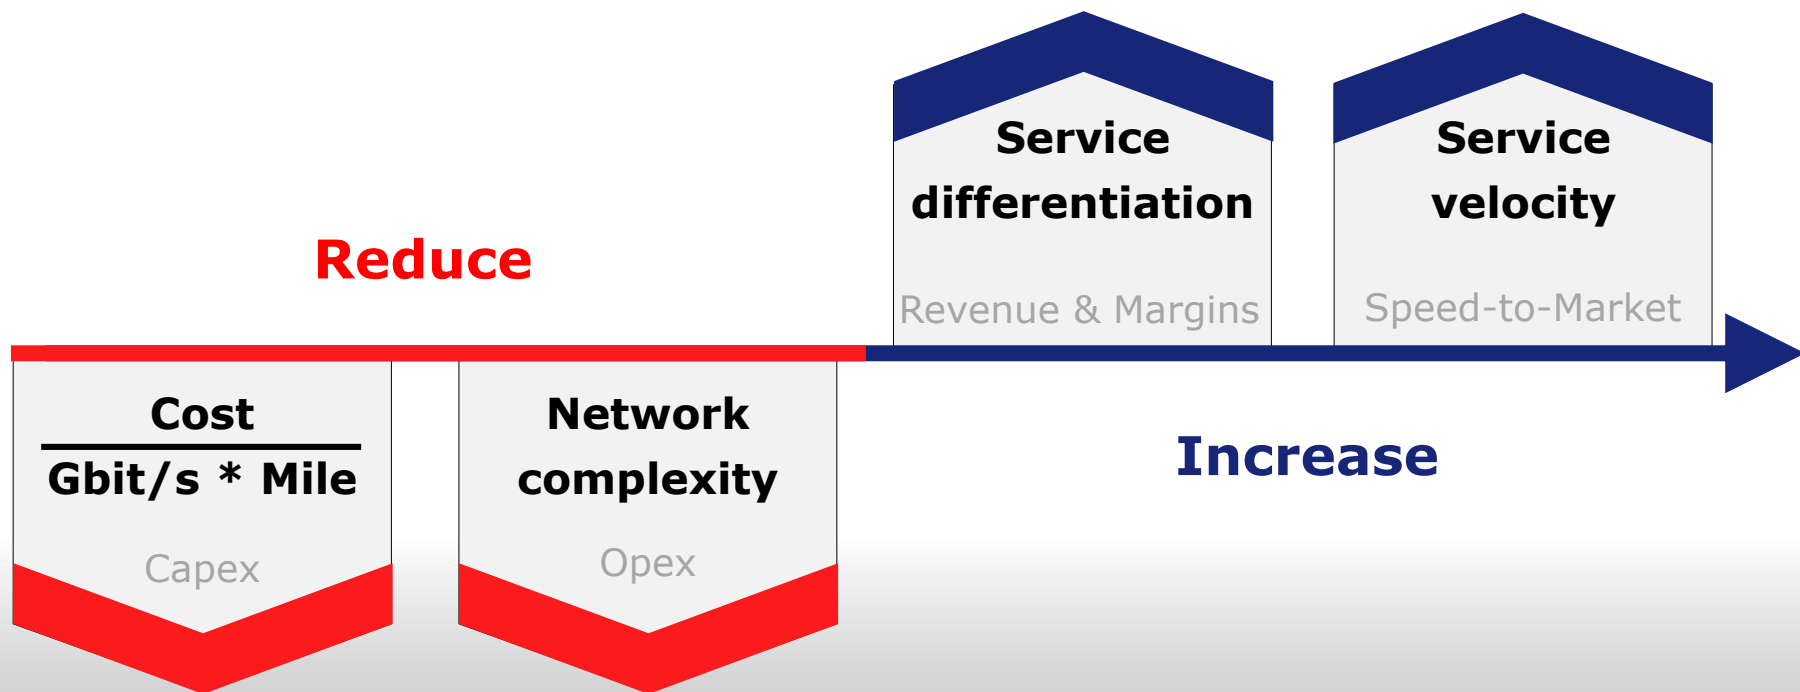 Reduce
Cost
Gbit/s * Mile
Capex
Network
complexity
Opex
Service
differentiation
Revenue & Margins
Service
velocity
Speed-to-Market
Increase